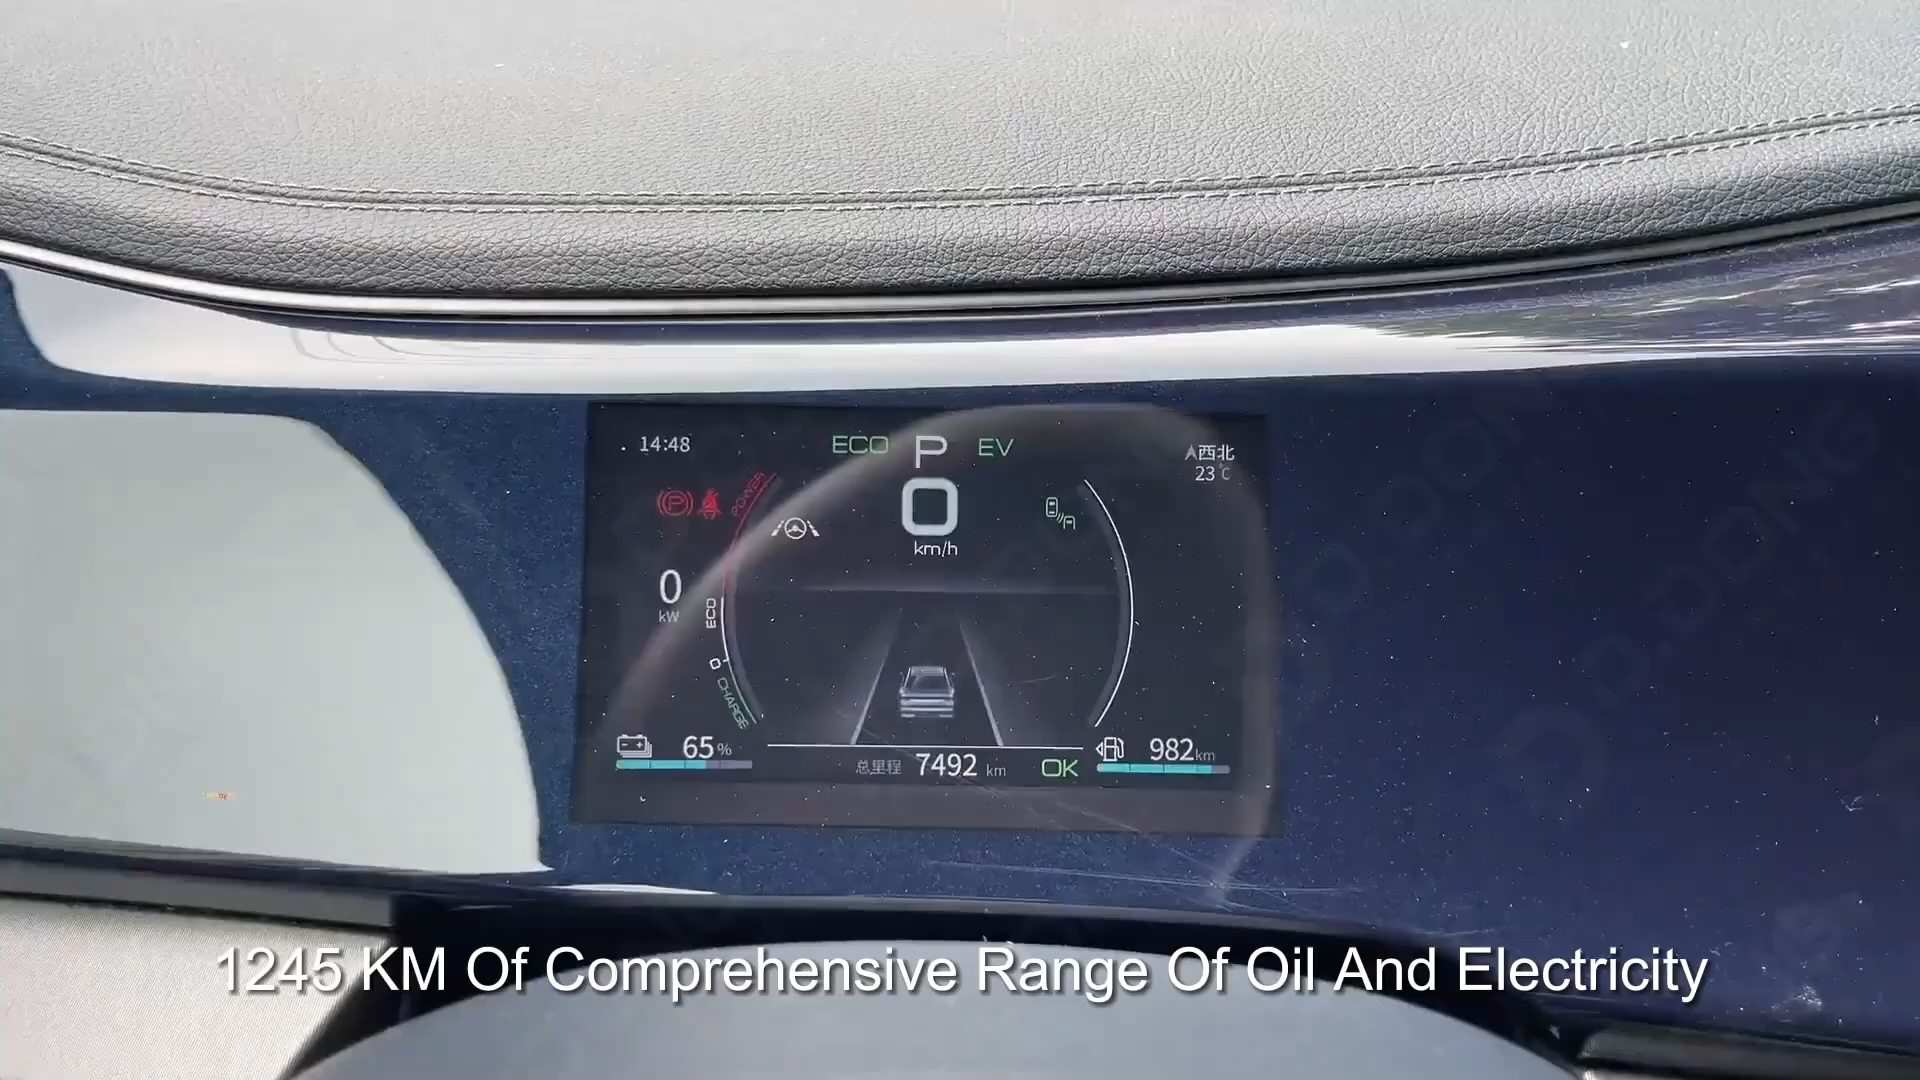 14:48
ECO P EV
西北
23℃
POWER
0
km/h
0
kW
ECO
0
CHARGE
65%
982km
总里程 7492 km OK
1245 KM Of Comprehensive Range Of Oil And Electricity